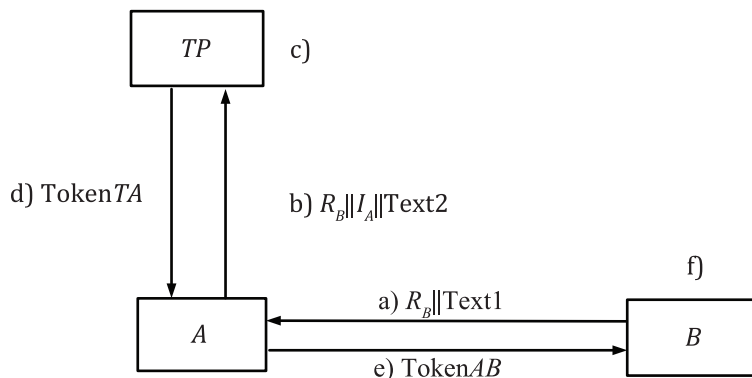 TP
c)
d) TokenTA
b) R_B||I_A||Text2
f)
a) R_B||Text1
A
B
e) TokenAB